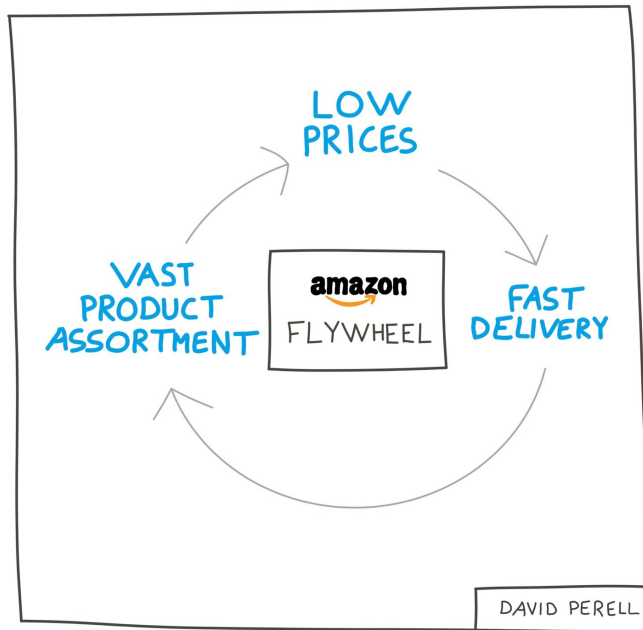 LOW
PRICES
VAST
PRODUCT
ASSORTMENT
amazon
FLYWHEEL
FAST
DELIVERY
DAVID PERELL